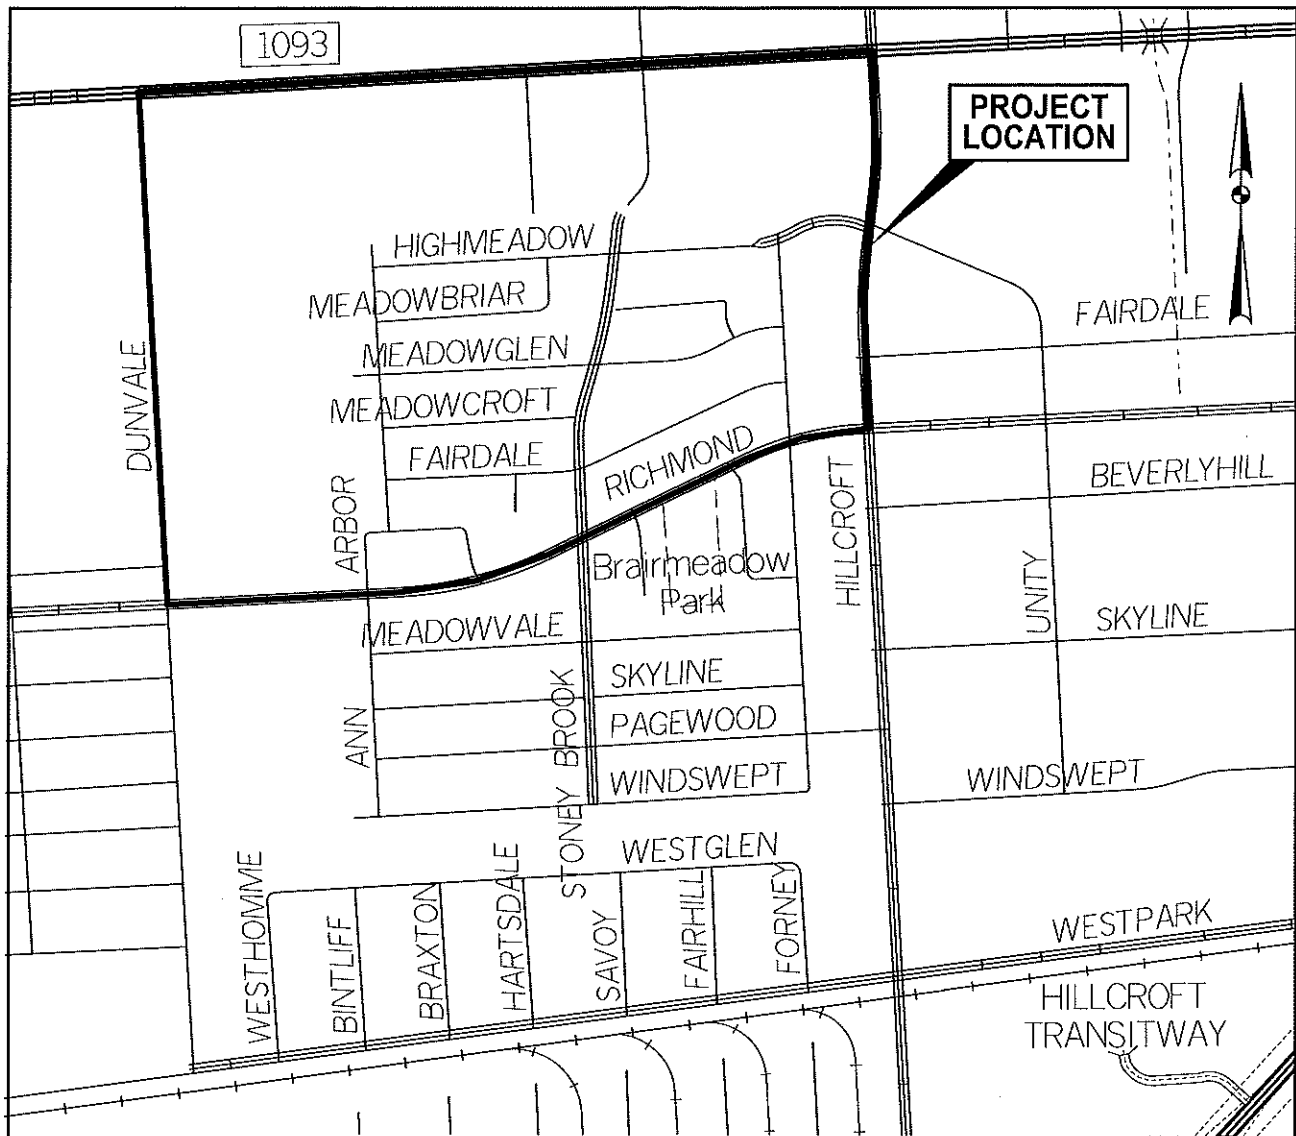 1093
PROJECT
LOCATION
HIGHMEADOW
MEADOWBRIAR
FAIRDALE
MEADOWGLEN
DUNVALE
MEADOWCROFT
FAIRDALE
RICHMOND
BEVERLYHILL
ARBOR
HILLCROFT
Brairmeadow
Park
UNITY
MEADOWVALE
SKYLINE
SKYLINE
STONEY BROOK
ANN
PAGEWOOD
WINDSWEPT
WINDSWEPT
WESTGLEN
WESTHOMME
BINTLIFF
BRAXTON
HARTSDALE
SAVOY
FAIRHILL
FORNEY
WESTPARK
HILLCROFT
TRANSITWAY